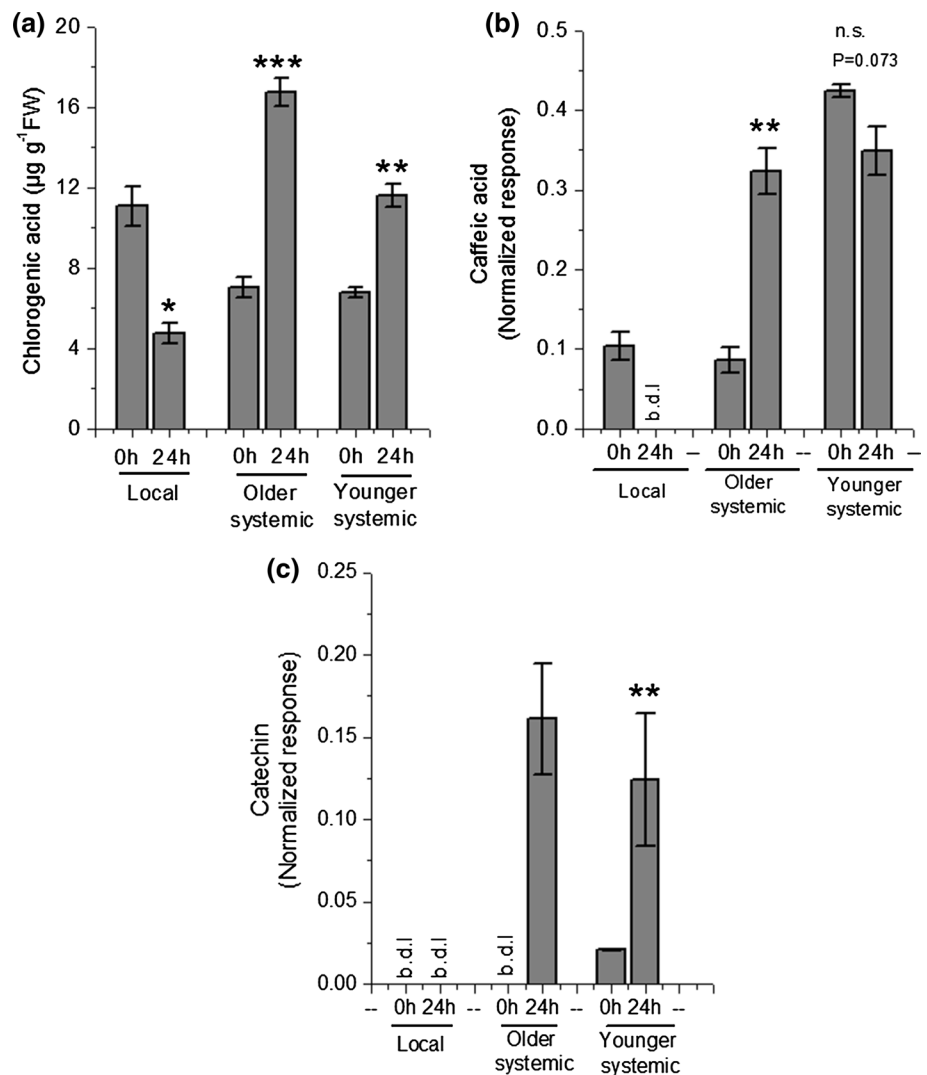 (a)
Chlorogenic acid (µg g-1FW)
20
16
12
8
4
0
*
***
**
0h 24h 0h 24h 0h 24h
Local
Older
systemic
Younger
systemic
(b)
Caffeic acid
(Normalized response)
0.5
0.4
0.3
0.2
0.1
0.0
b.d.l
**
n.s.
P=0.073
0h 24h -- 0h 24h -- 0h 24h --
Local
Older
systemic
Younger
systemic
(c)
Catechin
(Normalized response)
0.25
0.20
0.15
0.10
0.05
0.00
b.d.l
b.d.l
b.d.l
**
-- 0h 24h -- 0h 24h -- 0h 24h --
Local
Older
systemic
Younger
systemic